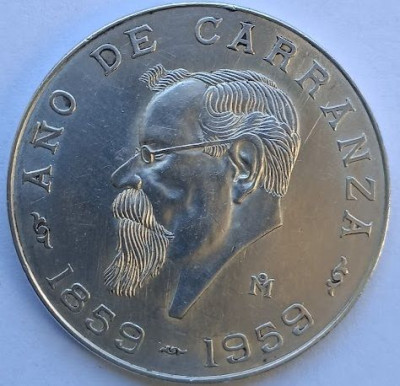 AÑO DE CARRANZA
1859 ~ 1959
Mº